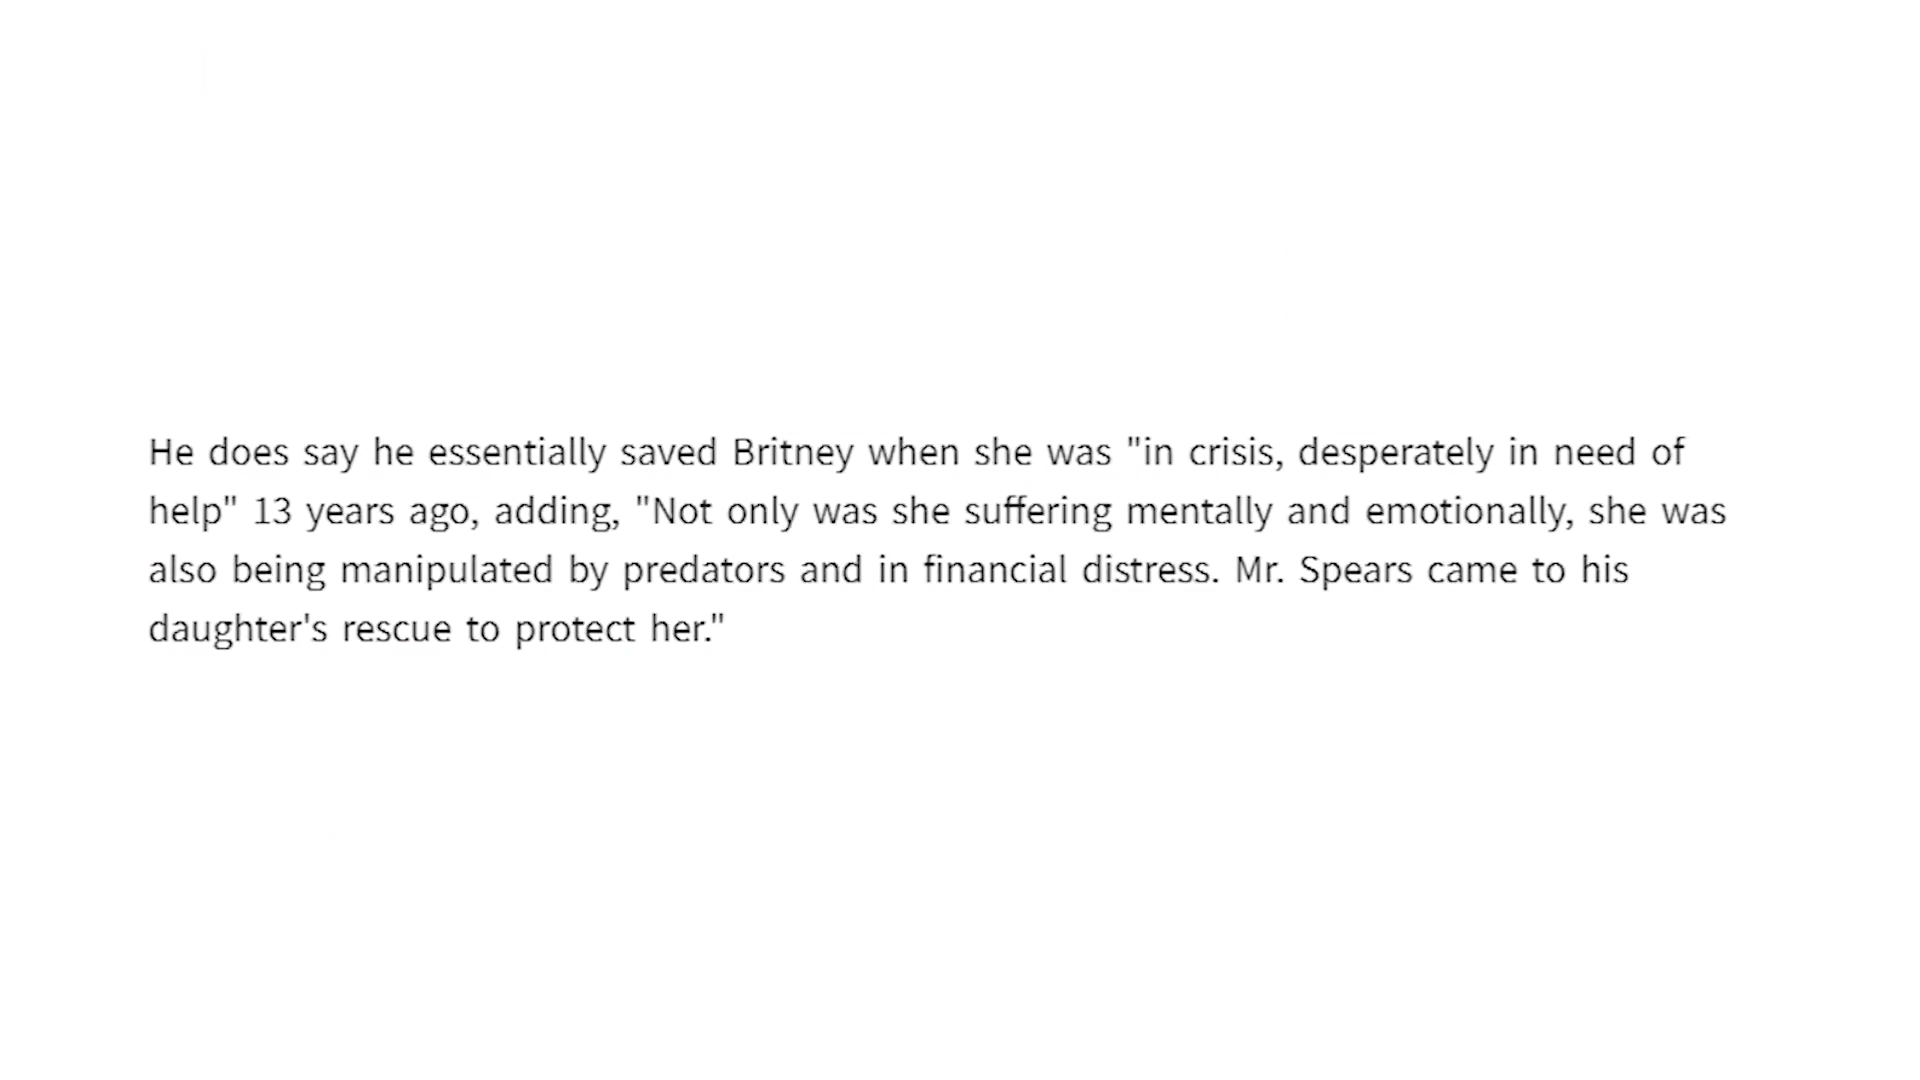 He does say he essentially saved Britney when she was "in crisis, desperately in need of
help" 13 years ago, adding, "Not only was she suffering mentally and emotionally, she was
also being manipulated by predators and in financial distress. Mr. Spears came to his
daughter's rescue to protect her."